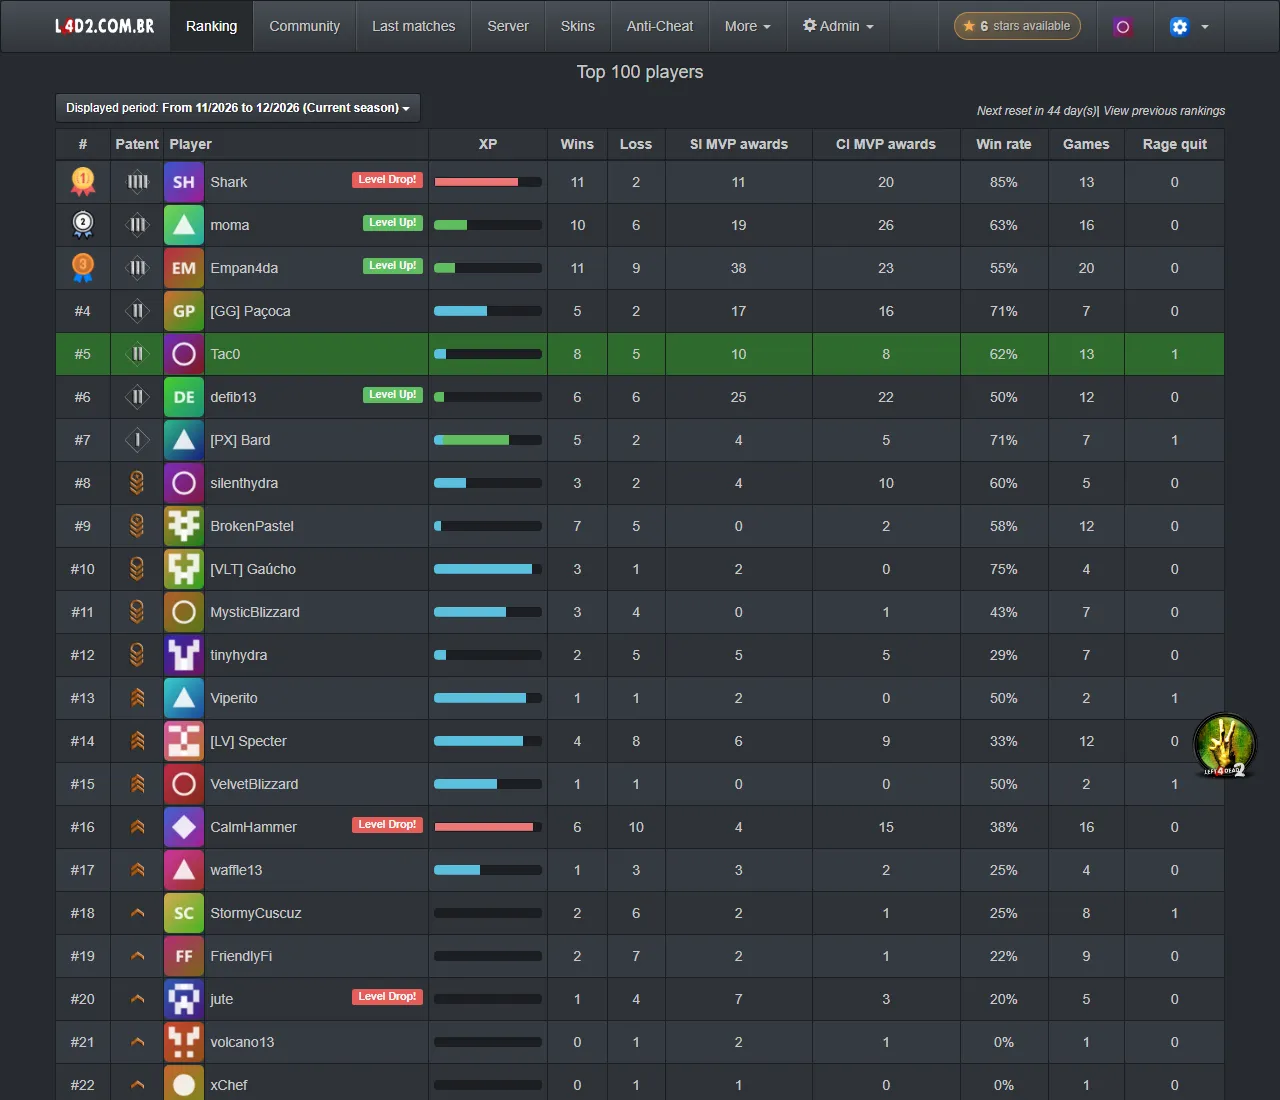 L4D2.COM.BR Ranking Community Last matches Server Skins Anti-Cheat More Admin 6 stars available
Top 100 players
Displayed period: From 11/2026 to 12/2026 (Current season)
Next reset in 44 day(s)| View previous rankings
# Patent Player XP Wins Loss SI MVP awards CI MVP awards Win rate Games Rage quit
1 SH Shark Level Drop! 11 2 11 20 85% 13 0
2 moma Level Up! 10 6 19 26 63% 16 0
3 EM Empan4da Level Up! 11 9 38 23 55% 20 0
#4 GP [GG] Paçoca 5 2 17 16 71% 7 0
#5 Tac0 8 5 10 8 62% 13 1
#6 DE defib13 Level Up! 6 6 25 22 50% 12 0
#7 [PX] Bard 5 2 4 5 71% 7 1
#8 silenthydra 3 2 4 10 60% 5 0
#9 BrokenPastel 7 5 0 2 58% 12 0
#10 [VLT] Gaúcho 3 1 2 0 75% 4 0
#11 MysticBlizzard 3 4 0 1 43% 7 0
#12 tinyhydra 2 5 5 5 29% 7 0
#13 Viperito 1 1 2 0 50% 2 1
#14 [LV] Specter 4 8 6 9 33% 12 0
LEFT 4 DEAD 2
#15 VelvetBlizzard 1 1 0 0 50% 2 1
#16 CalmHammer Level Drop! 6 10 4 15 38% 16 0
#17 waffle13 1 3 3 2 25% 4 0
#18 SC StormyCuscuz 2 6 2 1 25% 8 1
#19 FF FriendlyFi 2 7 2 1 22% 9 0
#20 jute Level Drop! 1 4 7 3 20% 5 0
#21 volcano13 0 1 2 1 0% 1 0
#22 xChef 0 1 1 0 0% 1 0